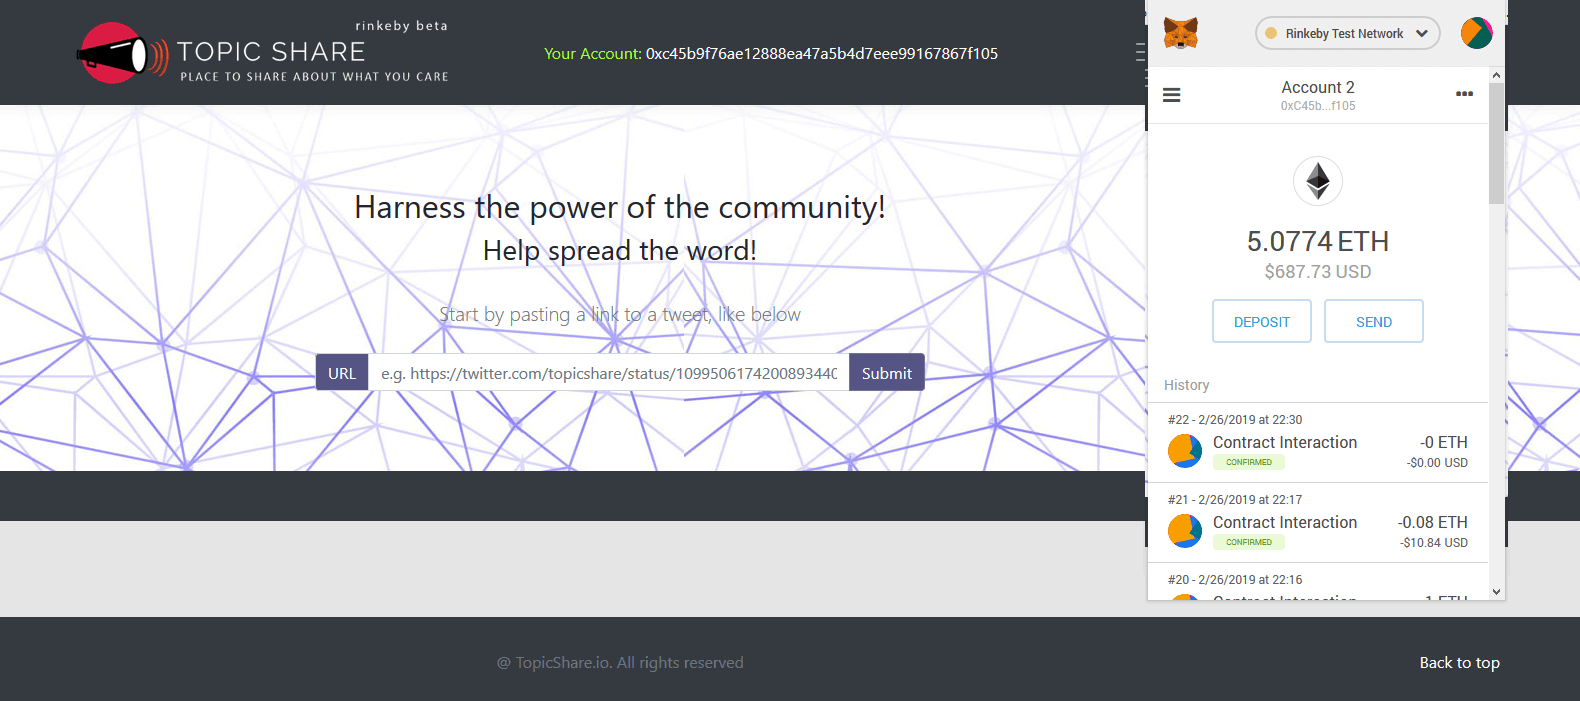 rinkeby beta
TOPIC SHARE
PLACE TO SHARE ABOUT WHAT YOU CARE
Your Account: 0xc45b9f76ae12888ea47a5b4d7eee99167867f105
Harness the power of the community!
Help spread the word!
Start by pasting a link to a tweet, like below
URL
e.g. https://twitter.com/topicshare/status/1099506174200893440
Submit
@ TopicShare.io. All rights reserved
Back to top
Rinkeby Test Network
Account 2
0xC45b...f105
5.0774 ETH
$687.73 USD
DEPOSIT
SEND
History
#22 - 2/26/2019 at 22:30
Contract Interaction
-0 ETH
CONFIRMED
-$0.00 USD
#21 - 2/26/2019 at 22:17
Contract Interaction
-0.08 ETH
CONFIRMED
-$10.84 USD
#20 - 2/26/2019 at 22:16
Contract Interaction
-1 ETH